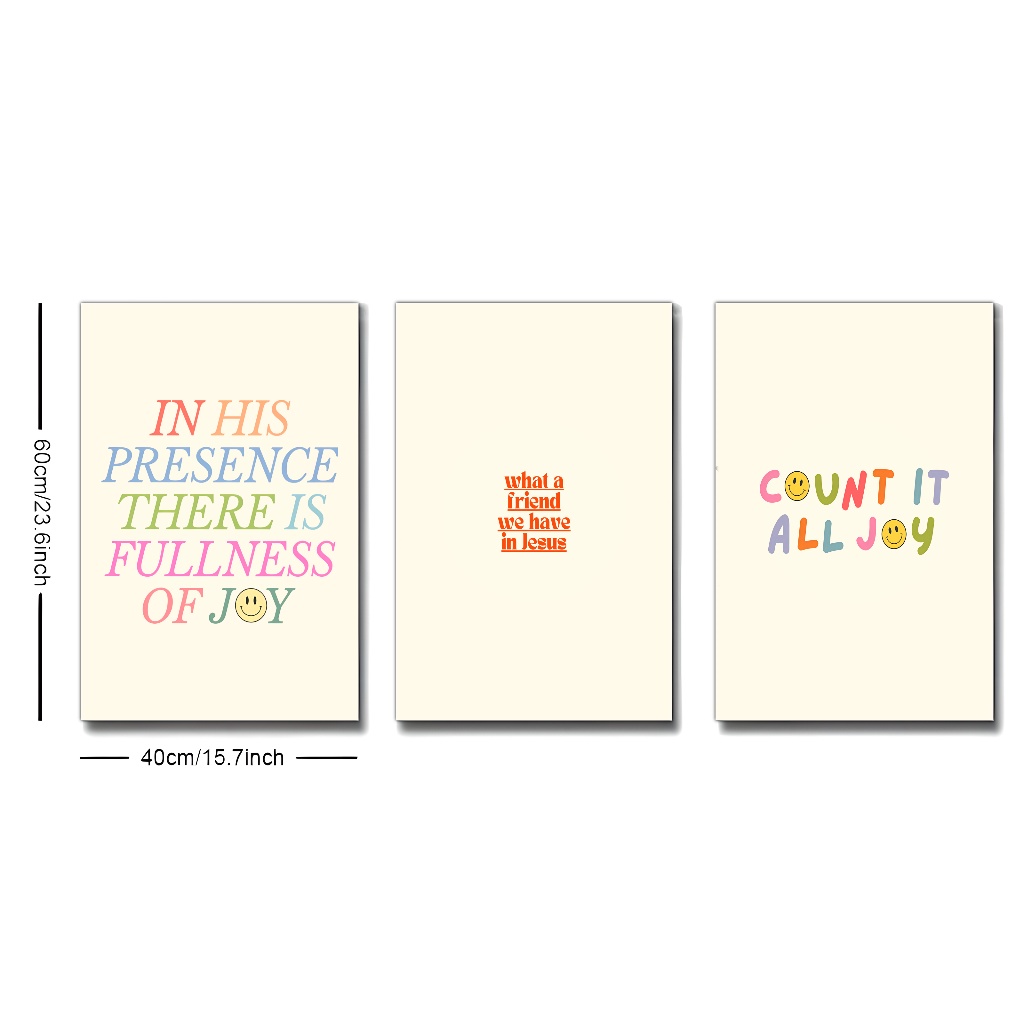 60cm/23.6inch
IN HIS
PRESENCE
THERE IS
FULLNESS
OF JOY
what a
friend
we have
in Jesus
COUNT IT
ALL JOY
40cm/15.7inch